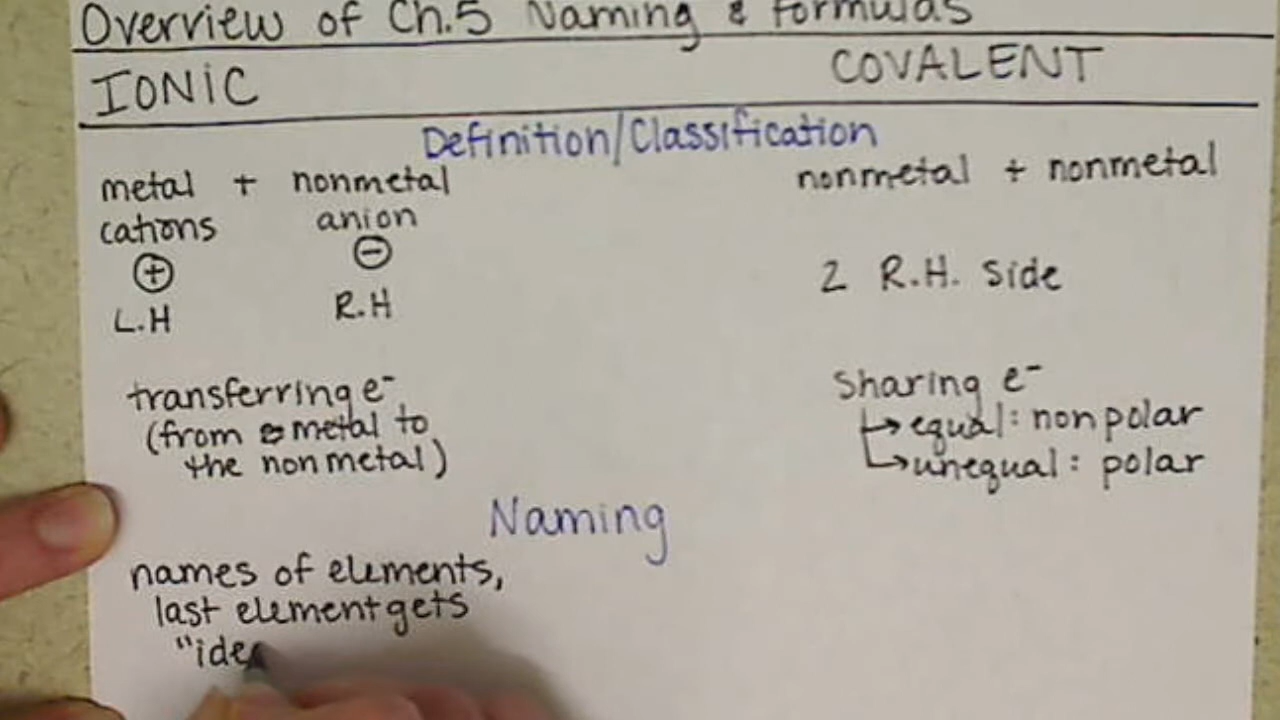 Overview of Ch.5 Naming & formulas
IONIC
COVALENT
Definition/Classification
metal + nonmetal
cations anion
+ −
L.H R.H
nonmetal + nonmetal
2 R.H. Side
transferring e⁻
(from metal to
the nonmetal)
Sharing e⁻
↳ equal: nonpolar
↳ unequal: polar
Naming
names of elements,
last element gets
"ide